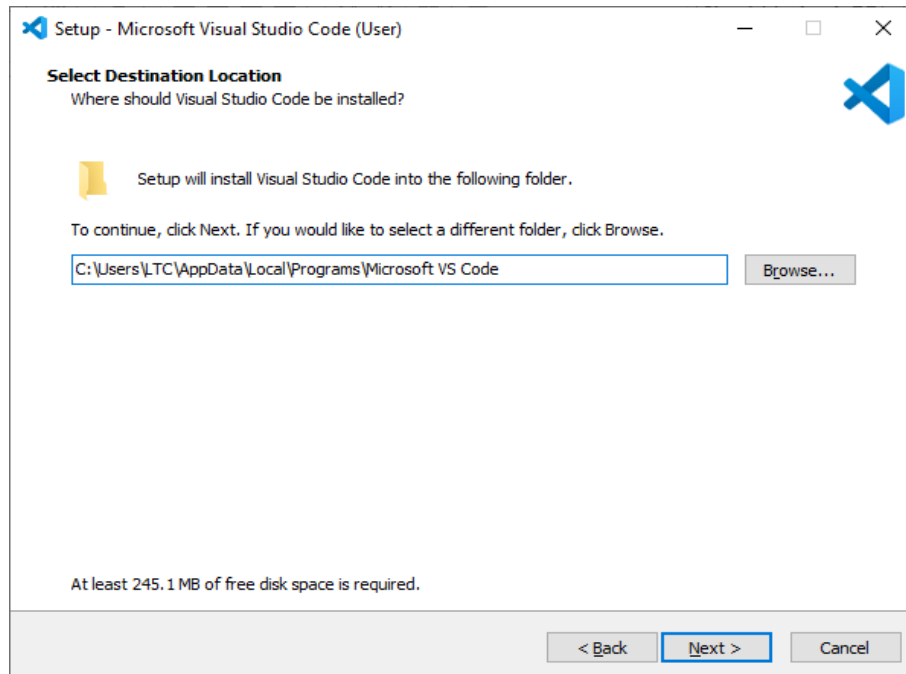 Setup - Microsoft Visual Studio Code (User)
Select Destination Location
Where should Visual Studio Code be installed?
Setup will install Visual Studio Code into the following folder.
To continue, click Next. If you would like to select a different folder, click Browse.
C:\Users\LTC\AppData\Local\Programs\Microsoft VS Code
Browse...
At least 245.1 MB of free disk space is required.
< Back
Next >
Cancel